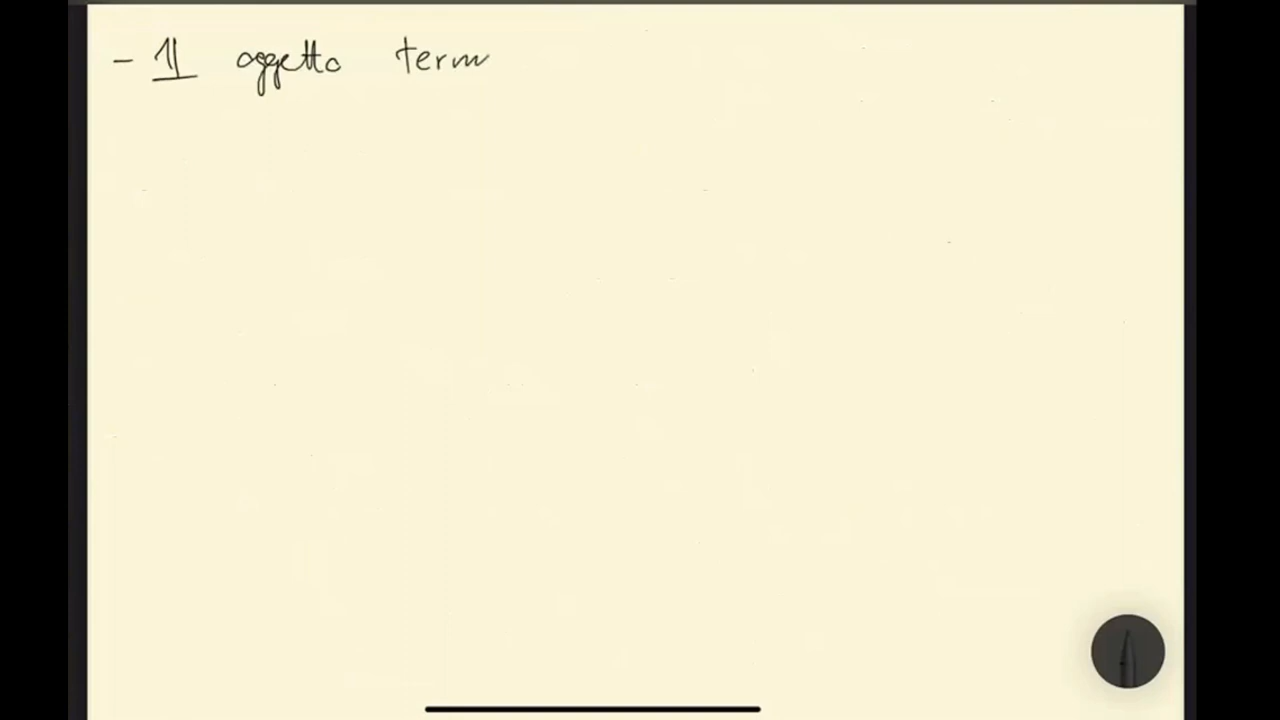 - 𝟙 oggetto term